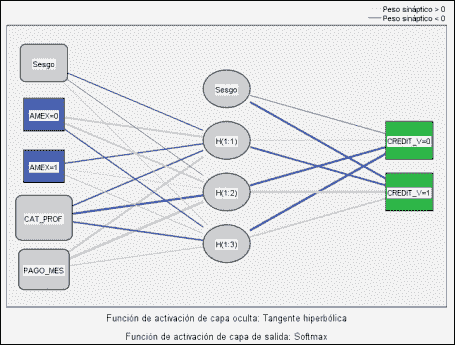 Peso sináptico > 0
Peso sináptico < 0
Sesgo
AMEX=0
AMEX=1
CAT_PROF
PAGO_MES
Sesgo
H(1:1)
H(1:2)
H(1:3)
CREDIT_V=0
CREDIT_V=1
Función de activación de capa oculta: Tangente hiperbólica
Función de activación de capa de salida: Softmax